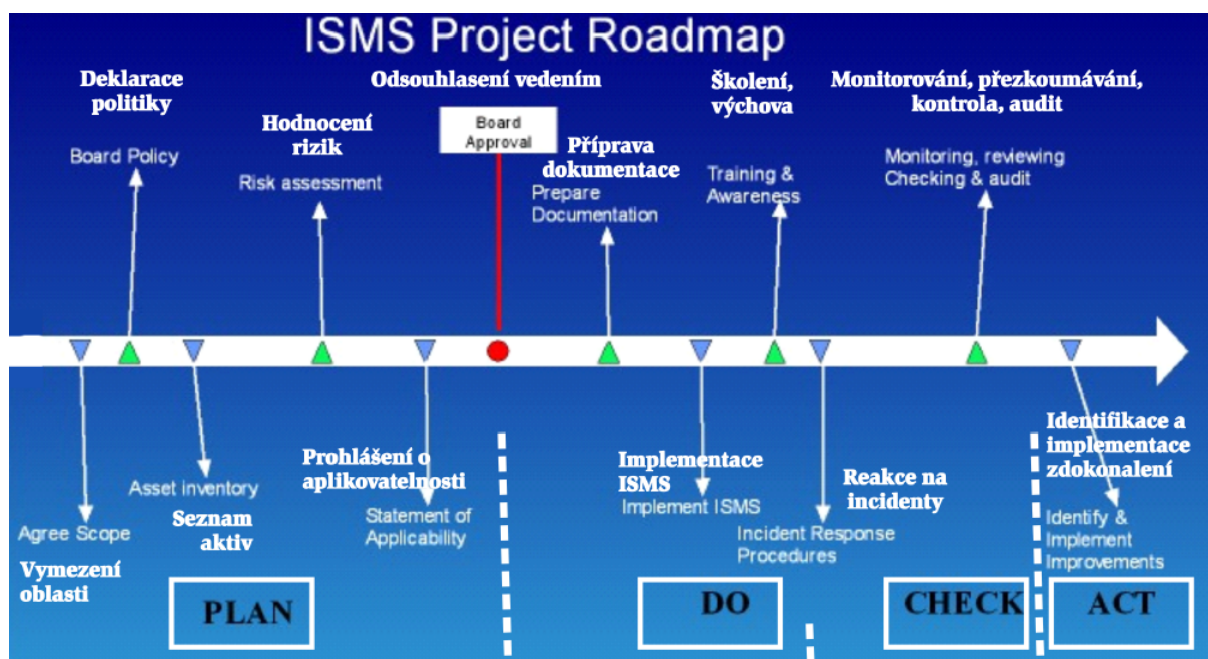 ISMS Project Roadmap
Deklarace
politiky
Board Policy
Hodnocení
rizik
Risk assessment
Odsouhlasení vedením
Board
Approval
Příprava
dokumentace
Prepare
Documentation
Školení,
výchova
Training &
Awareness
Monitorování, přezkoumávání,
kontrola, audit
Monitoring, reviewing
Checking & audit
Agree Scope
Vymezení
oblasti
Asset inventory
Seznam
aktiv
Prohlášení o
aplikovatelnosti
Statement of
Applicability
Implementace
ISMS
Implement ISMS
Reakce na
incidenty
Incident Response
Procedures
Identifikace a
implementace
zdokonalení
Identify &
Implement
Improvements
PLAN
DO
CHECK
ACT